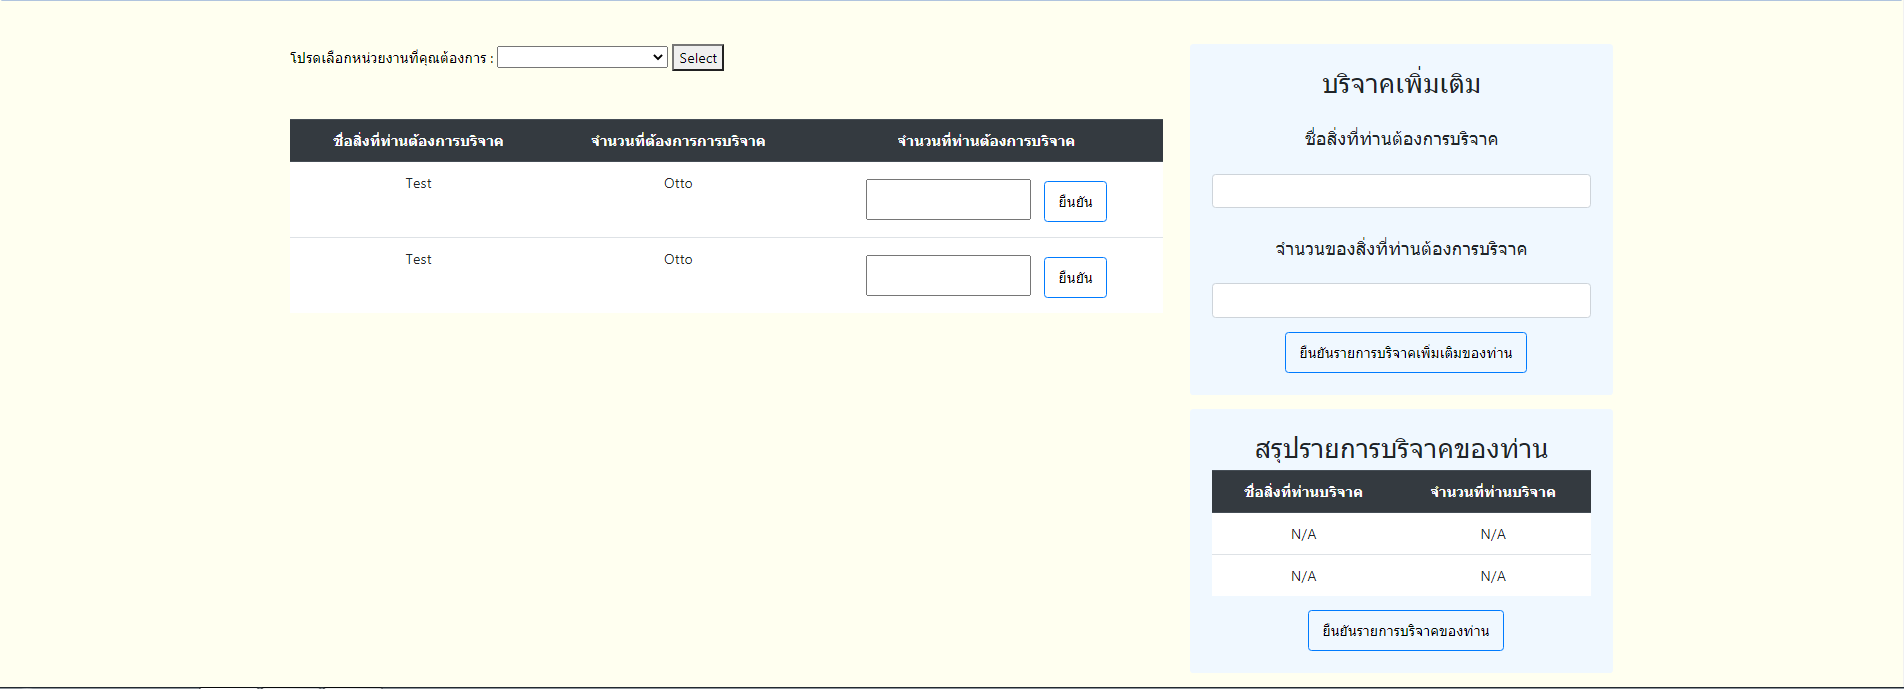 โปรดเลือกหน่วยงานที่คุณต้องการ : Select
ชื่อสิ่งที่ท่านต้องการบริจาค จำนวนที่ต้องการการบริจาค จำนวนที่ท่านต้องการบริจาค
Test Otto ยืนยัน
Test Otto ยืนยัน
บริจาคเพิ่มเติม
ชื่อสิ่งที่ท่านต้องการบริจาค
จำนวนของสิ่งที่ท่านต้องการบริจาค
ยืนยันรายการบริจาคเพิ่มเติมของท่าน
สรุปรายการบริจาคของท่าน
ชื่อสิ่งที่ท่านบริจาค จำนวนที่ท่านบริจาค
N/A N/A
N/A N/A
ยืนยันรายการบริจาคของท่าน